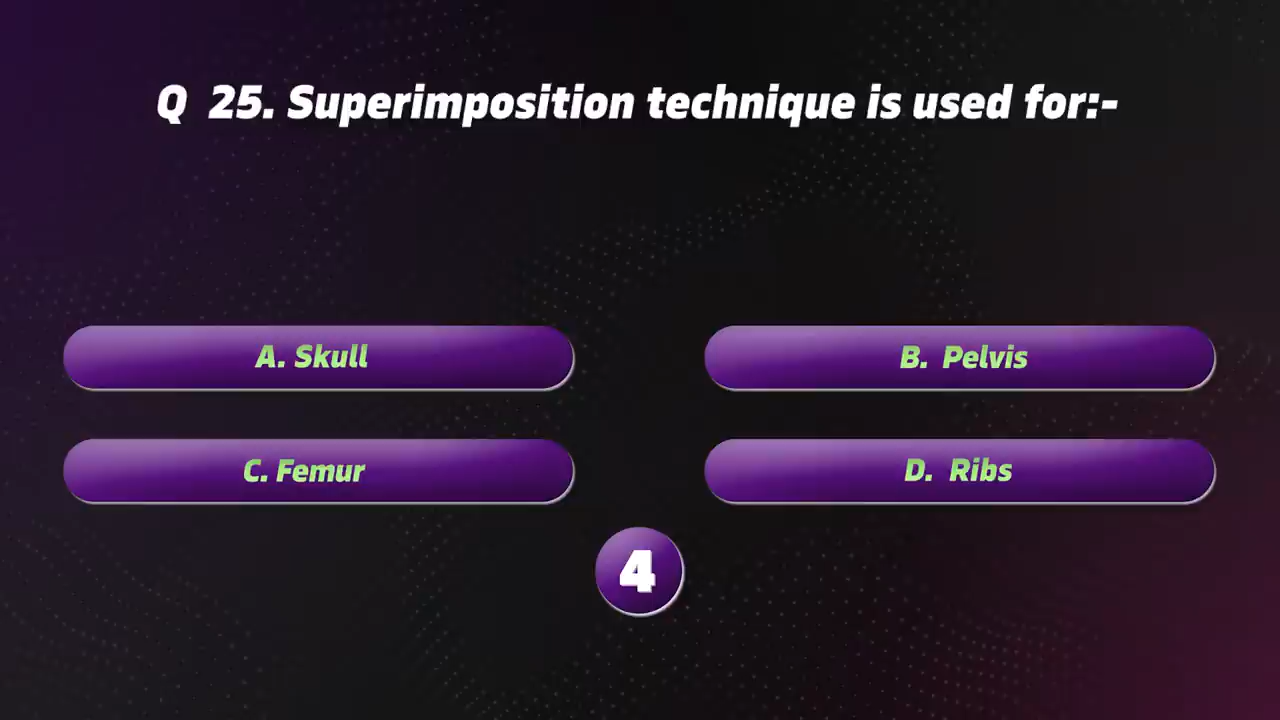 Q 25. Superimposition technique is used for:-
A. Skull
B. Pelvis
C. Femur
D. Ribs
4